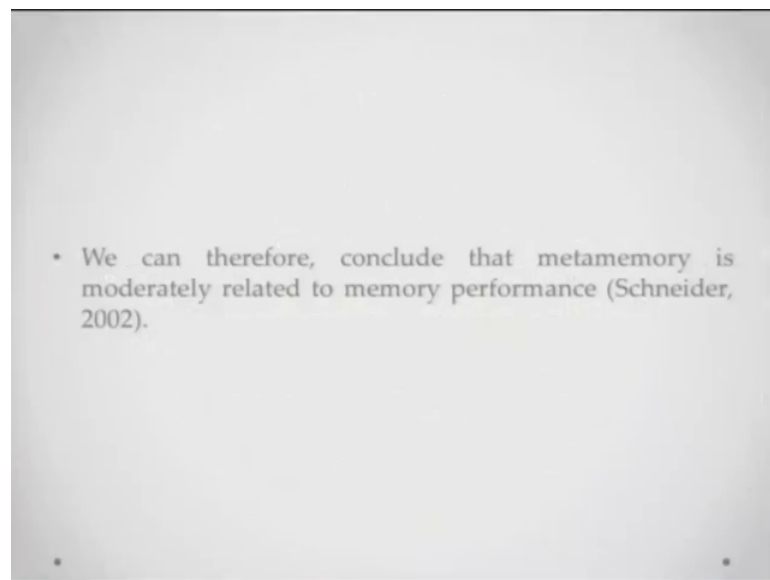 • We can therefore, conclude that metamemory is
moderately related to memory performance (Schneider,
2002).